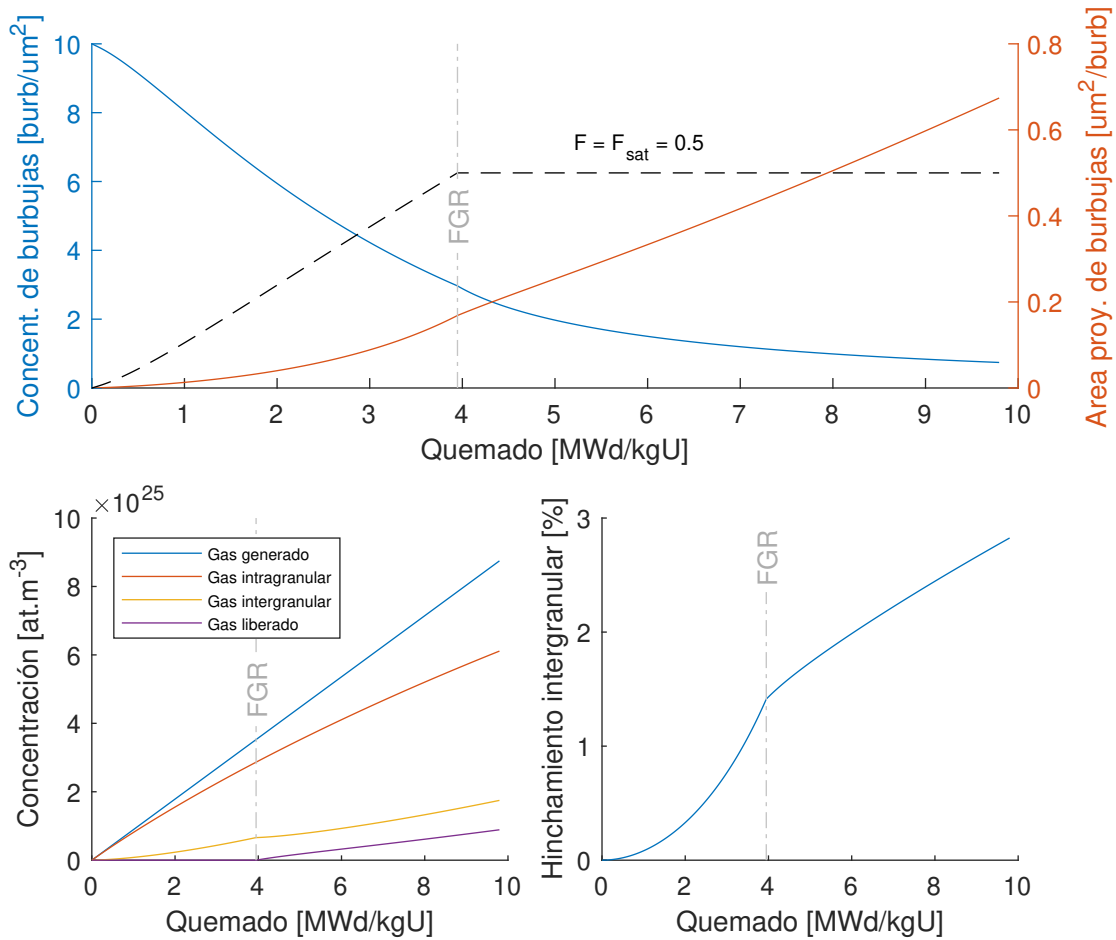 Concent. de burbujas [burb/um²]
10
8
6
4
2
0
FGR
F = F_sat = 0.5
0.8
0.6
0.4
0.2
0
Area proy. de burbujas [um²/burb]
0 1 2 3 4 5 6 7 8 9 10
Quemado [MWd/kgU]
×10²⁵
Concentración [at.m⁻³]
10
8
6
4
2
0
Gas generado
Gas intragranular
Gas intergranular
Gas liberado
FGR
0 2 4 6 8 10
Quemado [MWd/kgU]
Hinchamiento intergranular [%]
3
2
1
0
FGR
0 2 4 6 8 10
Quemado [MWd/kgU]